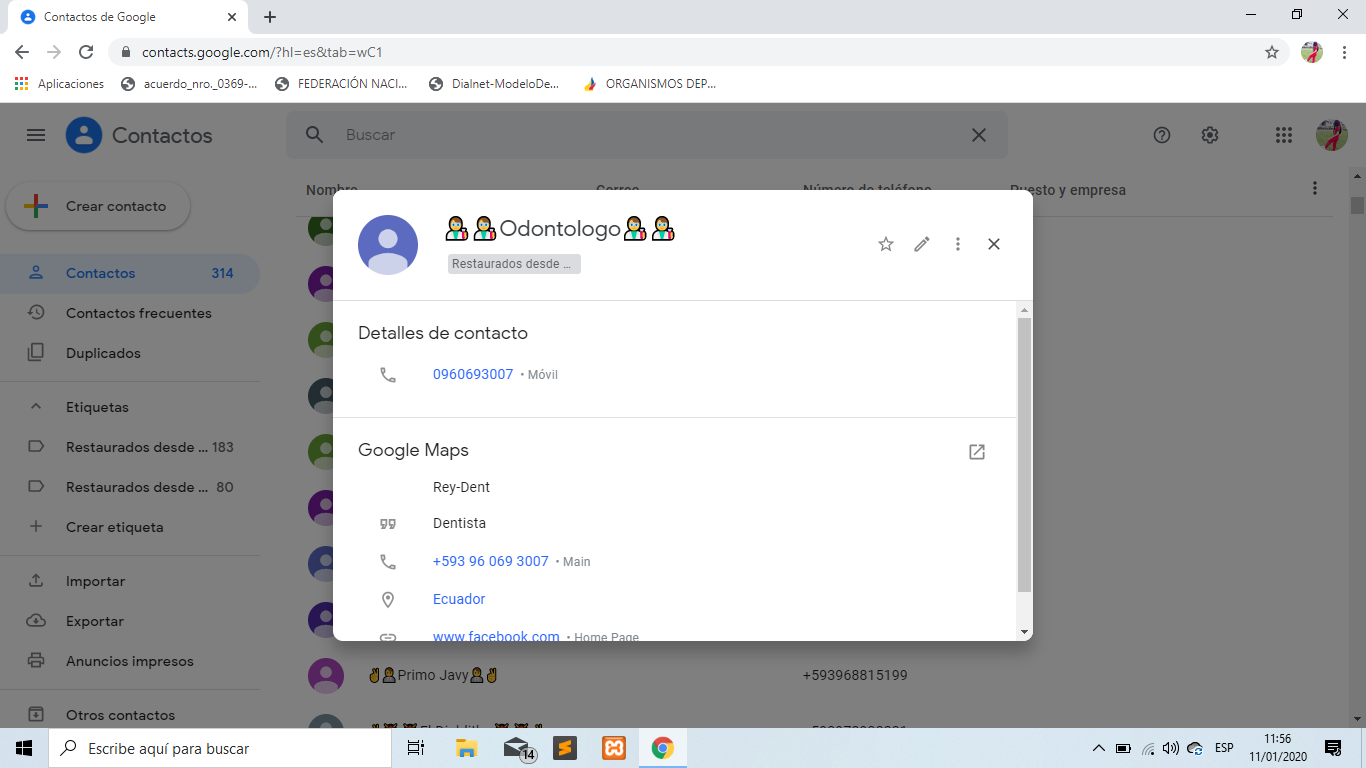 Contactos de Google
contacts.google.com/?hl=es&tab=wC1
Aplicaciones
acuerdo_nro._0369-...
FEDERACIÓN NACI...
Dialnet-ModeloDe...
ORGANISMOS DEP...
Contactos
Buscar
Nombre
Correo
Número de teléfono
Puesto y empresa
Crear contacto
Contactos 314
Contactos frecuentes
Duplicados
Etiquetas
Restaurados desde ... 183
Restaurados desde ... 80
Crear etiqueta
Importar
Exportar
Anuncios impresos
Otros contactos
Odontologo
Restaurados desde ...
Detalles de contacto
0960693007 • Móvil
Google Maps
Rey-Dent
Dentista
+593 96 069 3007 • Main
Ecuador
www.facebook.com • Home Page
Primo Javy +593968815199
Escribe aquí para buscar
14
ESP
11:56
11/01/2020